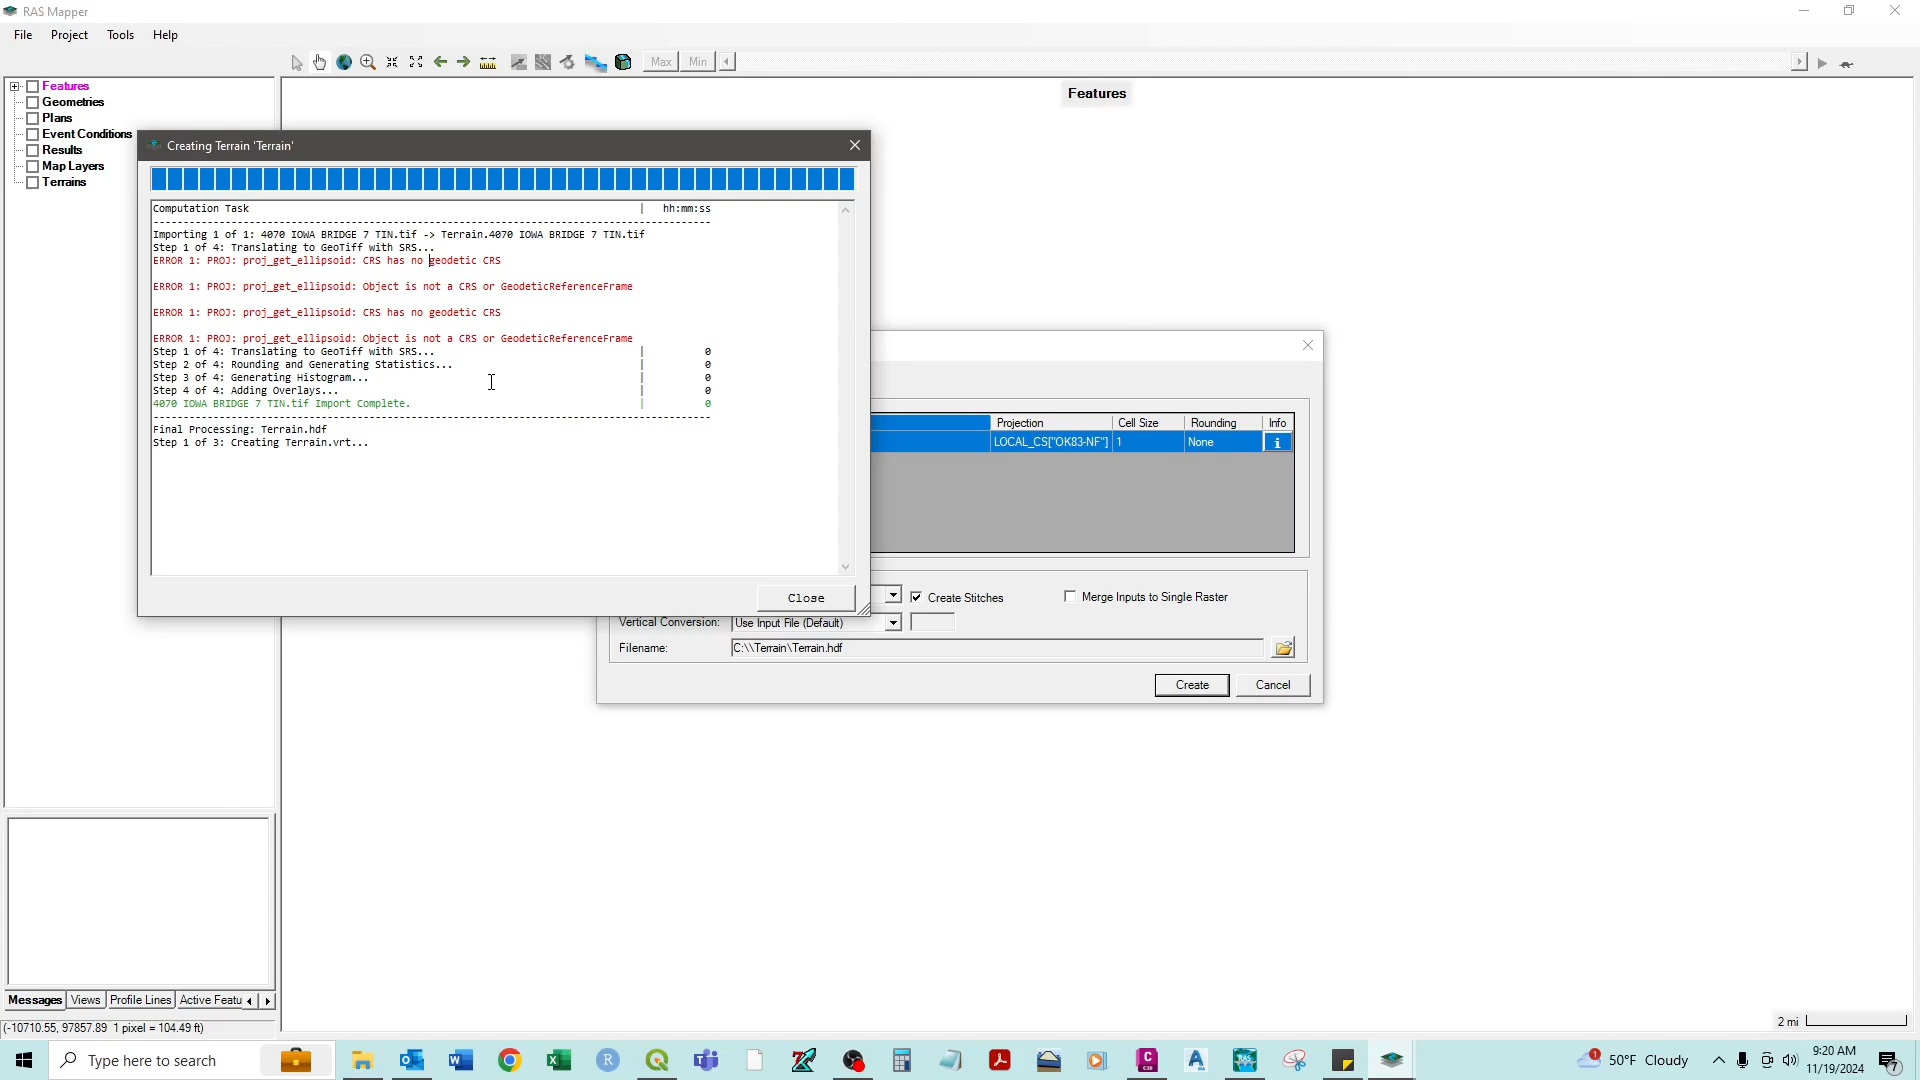 RAS Mapper
File Project Tools Help
Max Min
Features
Geometries
Plans
Event Conditions
Results
Map Layers
Terrains
Features
Creating Terrain 'Terrain'
Computation Task | hh:mm:ss
Importing 1 of 1: 4070 IOWA BRIDGE 7 TIN.tif -> Terrain.4070 IOWA BRIDGE 7 TIN.tif
Step 1 of 4: Translating to GeoTiff with SRS...
ERROR 1: PROJ: proj_get_ellipsoid: CRS has no geodetic CRS
ERROR 1: PROJ: proj_get_ellipsoid: Object is not a CRS or GeodeticReferenceFrame
ERROR 1: PROJ: proj_get_ellipsoid: CRS has no geodetic CRS
ERROR 1: PROJ: proj_get_ellipsoid: Object is not a CRS or GeodeticReferenceFrame
Step 1 of 4: Translating to GeoTiff with SRS... | 0
Step 2 of 4: Rounding and Generating Statistics... | 0
Step 3 of 4: Generating Histogram... | 0
Step 4 of 4: Adding Overlays... | 0
4070 IOWA BRIDGE 7 TIN.tif Import Complete. | 0
Final Processing: Terrain.hdf
Step 1 of 3: Creating Terrain.vrt...
Close
Projection Cell Size Rounding Info
LOCAL_CS["OK83-NF"] 1 None i
Create Stitches Merge Inputs to Single Raster
Vertical Conversion: Use Input File (Default)
Filename: C:\\Terrain\Terrain.hdf
Create Cancel
Messages Views Profile Lines Active Featu
(-10710.55, 97857.89 1 pixel = 104.49 ft)
2 mi
Type here to search
50°F Cloudy
9:20 AM
11/19/2024